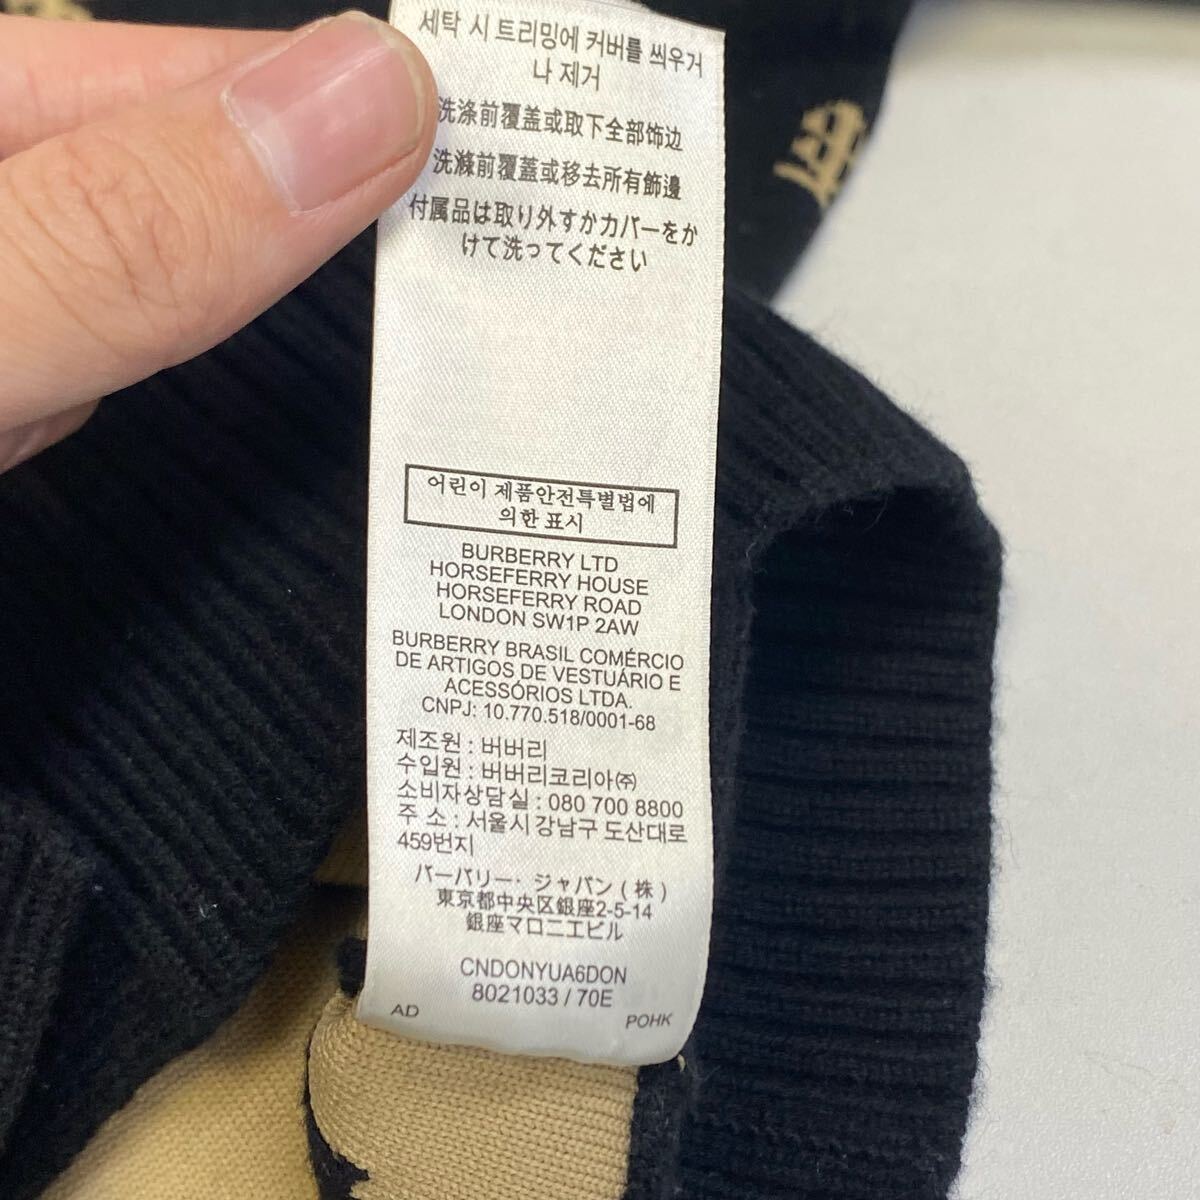 세탁 시 트리밍에 커버를 씌우거
나 제거
洗涤前覆盖或取下全部饰边
洗滌前覆蓋或移去所有飾邊
付属品は取り外すかカバーをか
けて洗ってください
어린이 제품안전특별법에
의한 표시
BURBERRY LTD
HORSEFERRY HOUSE
HORSEFERRY ROAD
LONDON SW1P 2AW
BURBERRY BRASIL COMÉRCIO
DE ARTIGOS DE VESTUÁRIO E
ACESSÓRIOS LTDA.
CNPJ: 10.770.518/0001-68
제조원 : 버버리
수입원 : 버버리코리아㈜
소비자상담실 : 080 700 8800
주 소 : 서울시 강남구 도산대로
459번지
バーバリー・ジャパン ( 株 )
東京都中央区銀座2-5-14
銀座マロニエビル
CNDONYUA6DON
8021033 / 70E
AD
POHK